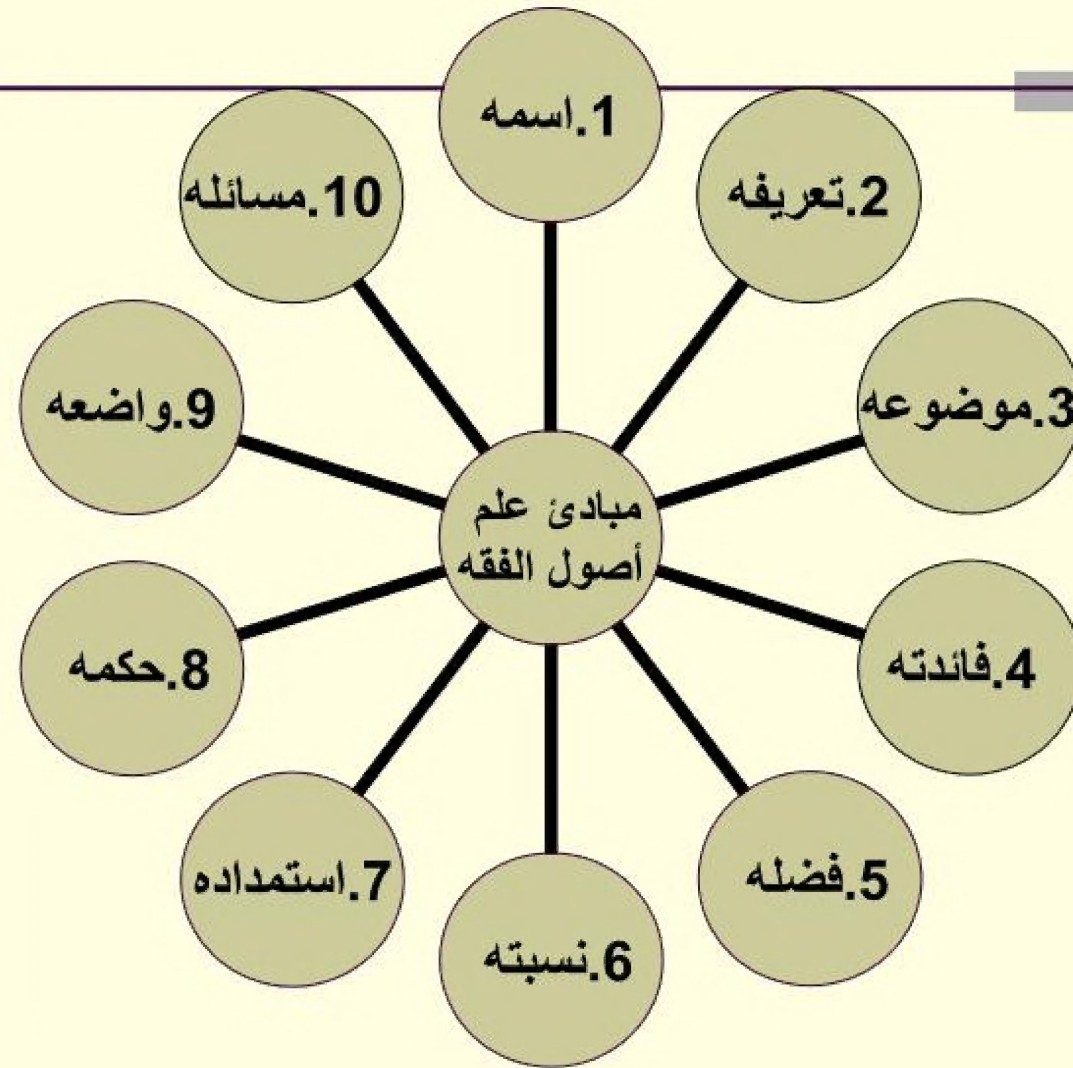 مبادئ علم
أصول الفقه
1.اسمه
2.تعريفه
3.موضوعه
4.فائدته
5.فضله
6.نسبته
7.استمداده
8.حكمه
9.واضعه
10.مسائله